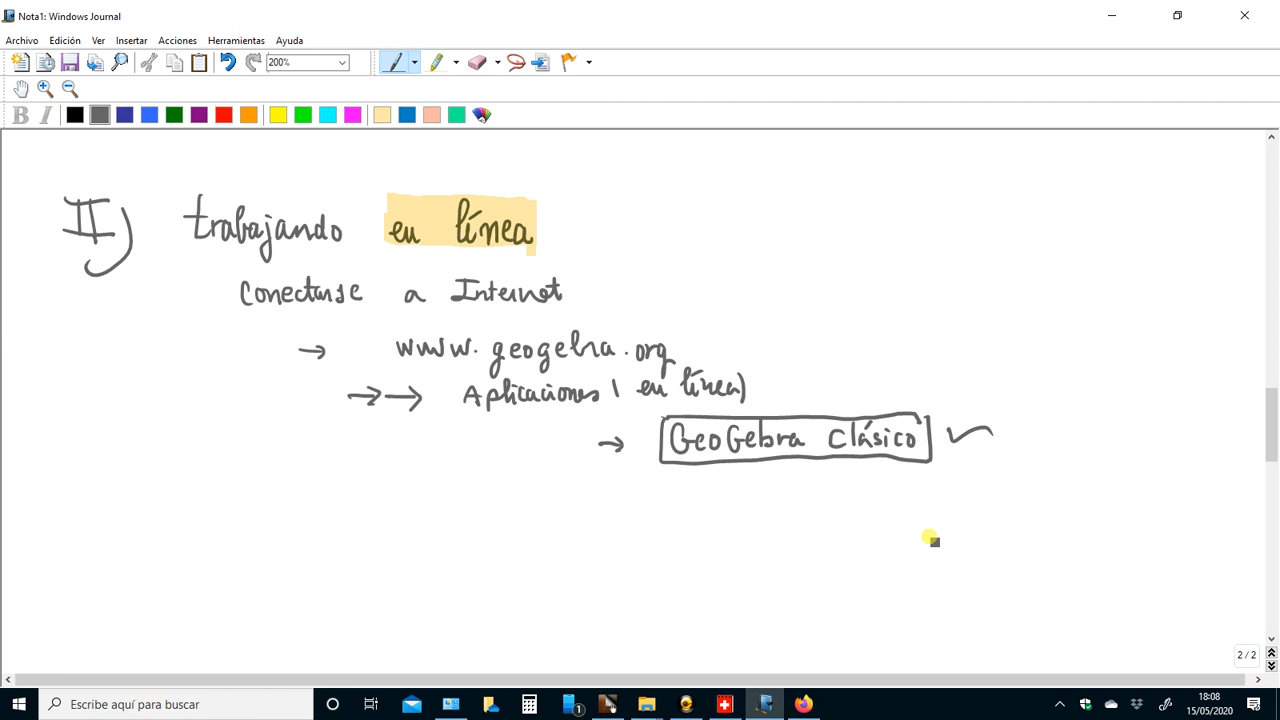 Nota1: Windows Journal
Archivo Edición Ver Insertar Acciones Herramientas Ayuda
200%
B I
II) trabajando en línea
Conectarse a Internet
→ www.geogebra.org
→→ Aplicaciones ( en línea)
→ GeoGebra Clásico
2 / 2
Escribe aquí para buscar
1
18:08
15/05/2020